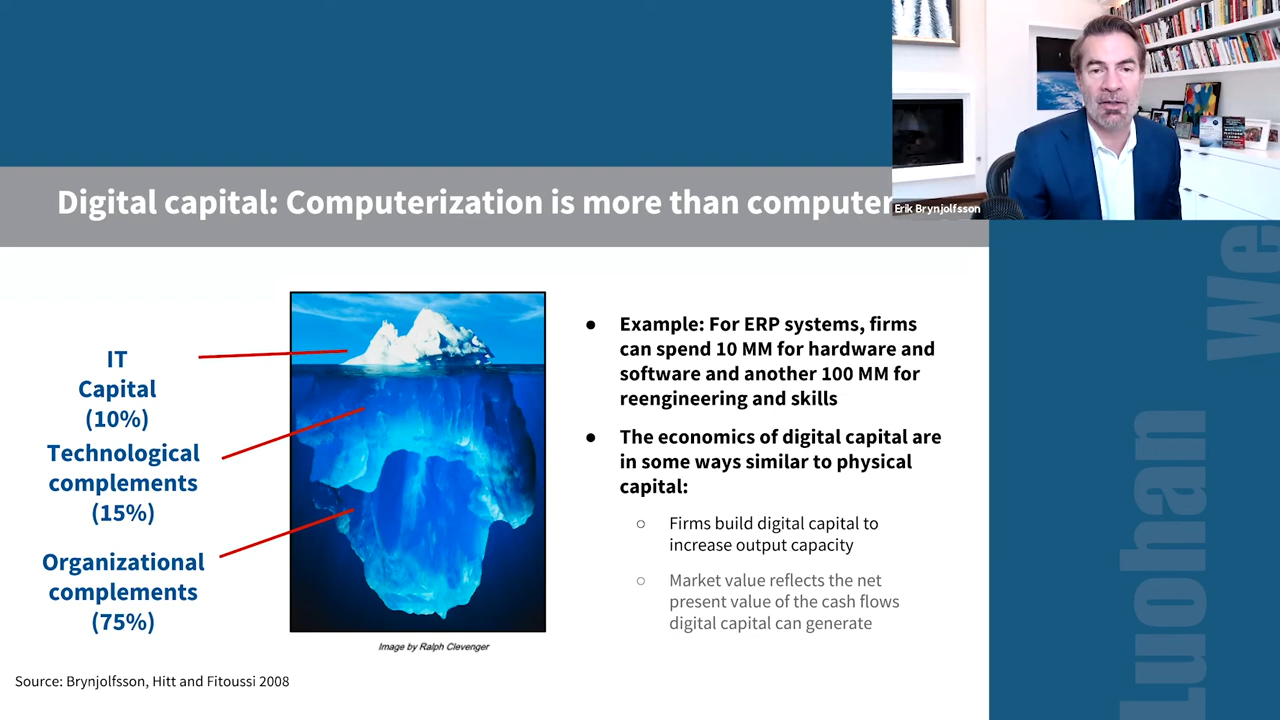 Digital capital: Computerization is more than computer
Erik Brynjolfsson
IT
Capital
(10%)
Technological
complements
(15%)
Organizational
complements
(75%)
Image by Ralph Clevenger
● Example: For ERP systems, firms
can spend 10 MM for hardware and
software and another 100 MM for
reengineering and skills
● The economics of digital capital are
in some ways similar to physical
capital:
○ Firms build digital capital to
increase output capacity
○ Market value reflects the net
present value of the cash flows
digital capital can generate
Source: Brynjolfsson, Hitt and Fitoussi 2008
Luohan
We